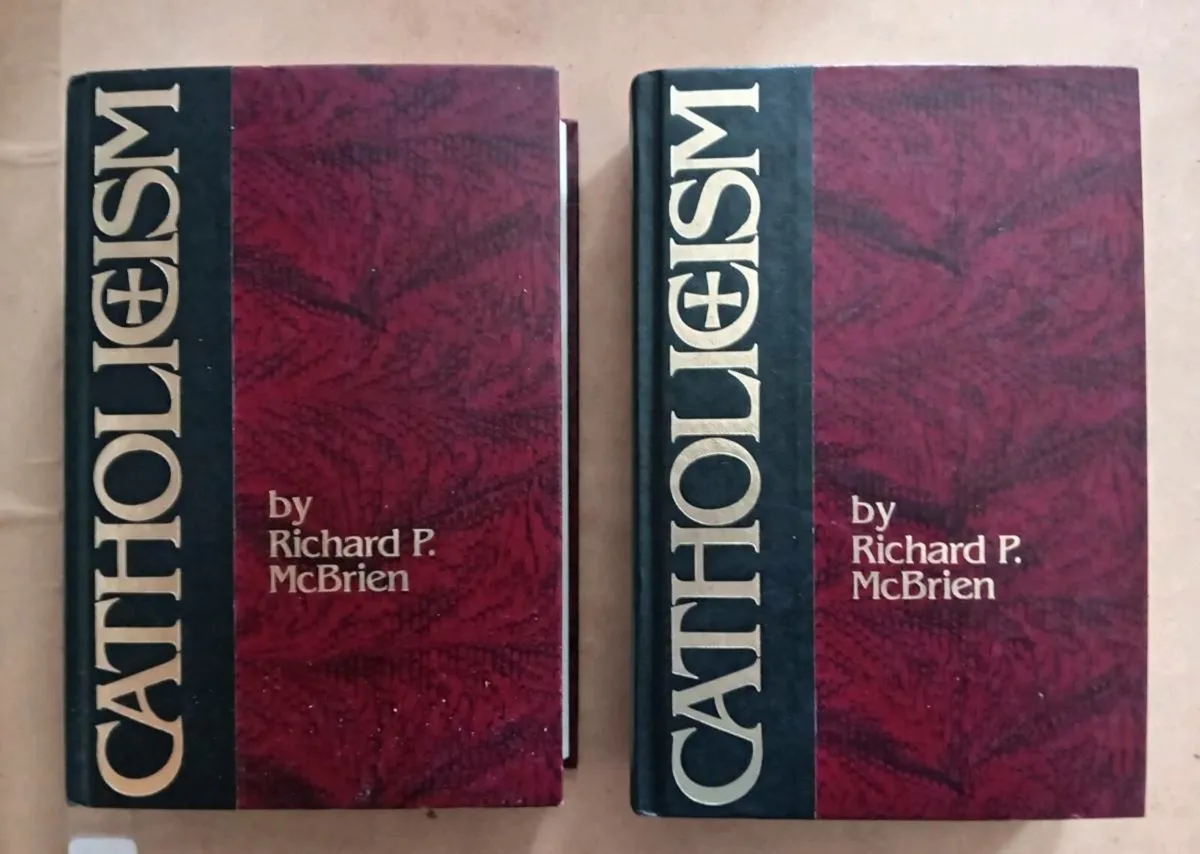 CATHOLICISM
by
Richard P.
McBrien
CATHOLICISM
by
Richard P.
McBrien